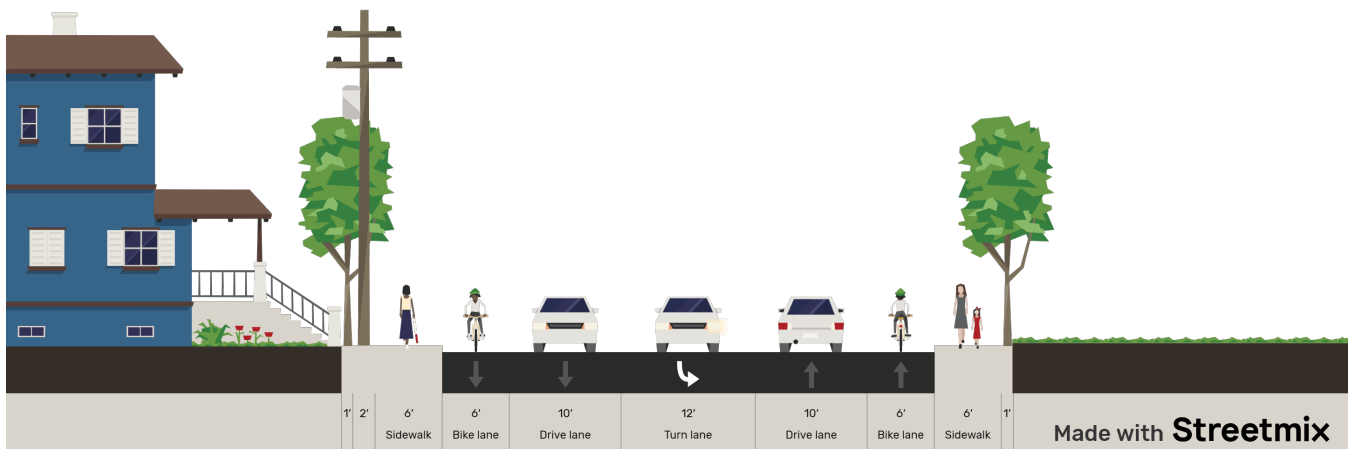 1′ 2′ 6′ 6′ 10′ 12′ 10′ 6′ 6′ 1′
Sidewalk Bike lane Drive lane Turn lane Drive lane Bike lane Sidewalk
Made with Streetmix